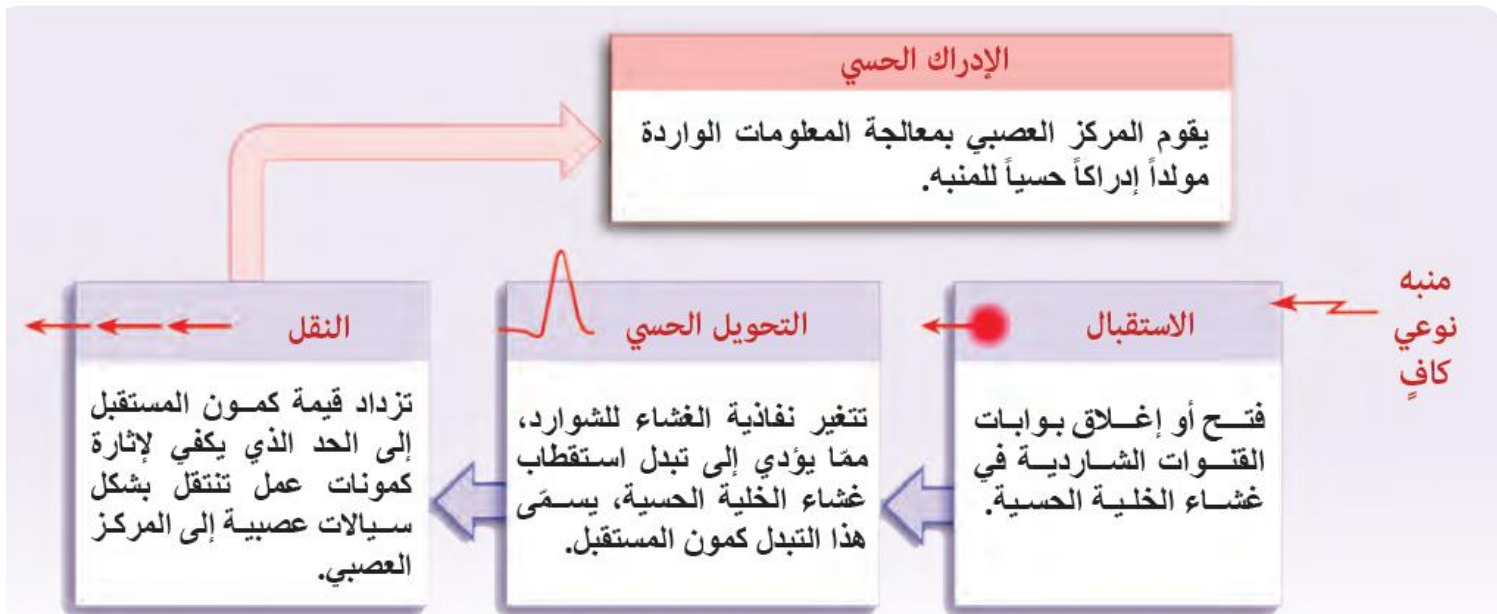 الإدراك الحسي
يقوم المركز العصبي بمعالجة المعلومات الواردة
مولداً إدراكاً حسياً للمنبه.
منبه
نوعي
كافٍ
الاستقبال
فتح أو إغلاق بوابات
القنوات الشاردية في
غشاء الخلية الحسية.
التحويل الحسي
تتغير نفاذية الغشاء للشوارد،
ممّا يؤدي إلى تبدل استقطاب
غشاء الخلية الحسية، يسمّى
هذا التبدل كمون المستقبل.
النقل
تزداد قيمة كمون المستقبل
إلى الحد الذي يكفي لإثارة
كمونات عمل تنتقل بشكل
سيالات عصبية إلى المركز
العصبي.